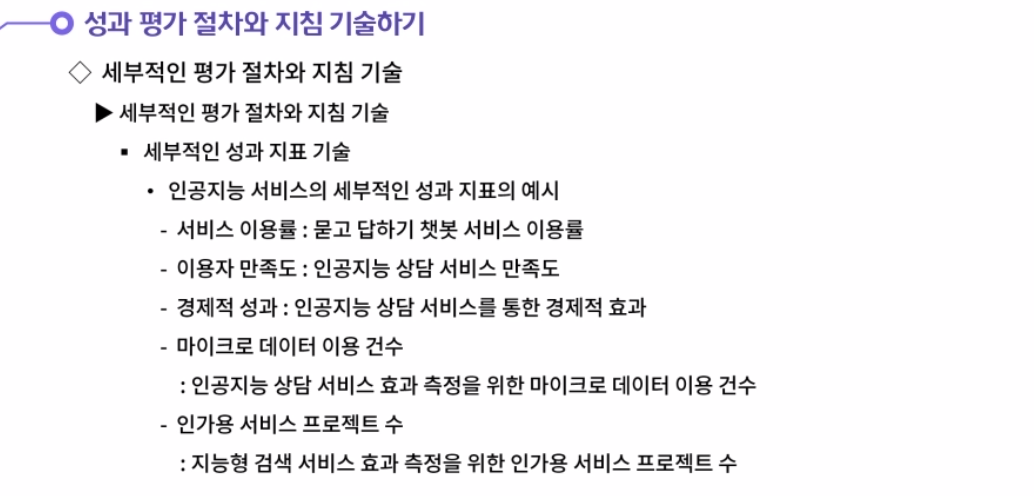 성과 평가 절차와 지침 기술하기
◇ 세부적인 평가 절차와 지침 기술
▶ 세부적인 평가 절차와 지침 기술
▪ 세부적인 성과 지표 기술
• 인공지능 서비스의 세부적인 성과 지표의 예시
- 서비스 이용률 : 묻고 답하기 챗봇 서비스 이용률
- 이용자 만족도 : 인공지능 상담 서비스 만족도
- 경제적 성과 : 인공지능 상담 서비스를 통한 경제적 효과
- 마이크로 데이터 이용 건수
: 인공지능 상담 서비스 효과 측정을 위한 마이크로 데이터 이용 건수
- 인가용 서비스 프로젝트 수
: 지능형 검색 서비스 효과 측정을 위한 인가용 서비스 프로젝트 수